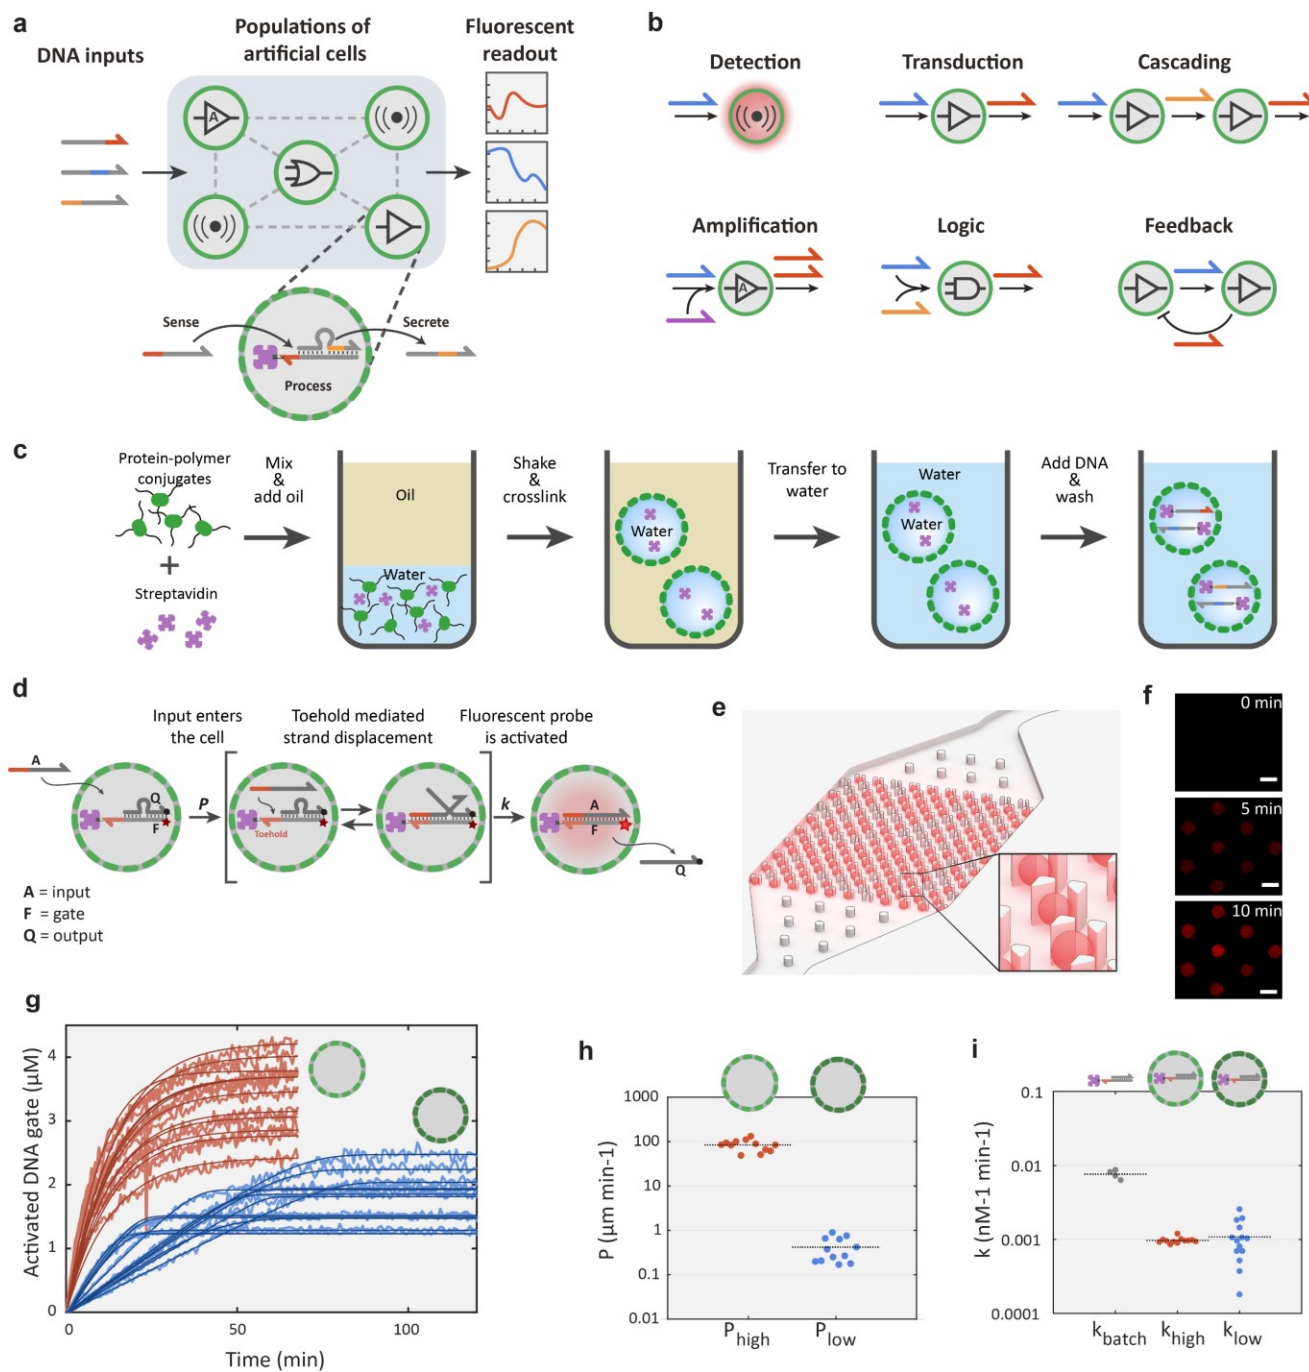 a
DNA inputs
Populations of
artificial cells
Fluorescent
readout
A
Sense
Secrete
Process
b
Detection
Transduction
Cascading
Amplification
Logic
Feedback
A
c
Protein-polymer
conjugates
+
Streptavidin
Mix
&
add oil
Oil
Water
Shake
&
crosslink
Water
Transfer to
water
Water
Water
Add DNA
&
wash
d
Input enters
the cell
Toehold mediated
strand displacement
Fluorescent probe
is activated
A
Q
F
P
Toehold
k
A
F
Q
A = input
F = gate
Q = output
e
f
0 min
5 min
10 min
g
Activated DNA gate (μM)
4
3
2
1
0
0
50
100
Time (min)
h
P (μm min-1)
1000
100
10
1
0.1
0.01
Phigh
Plow
i
k (nM-1 min-1)
0.1
0.01
0.001
0.0001
kbatch
khigh
klow